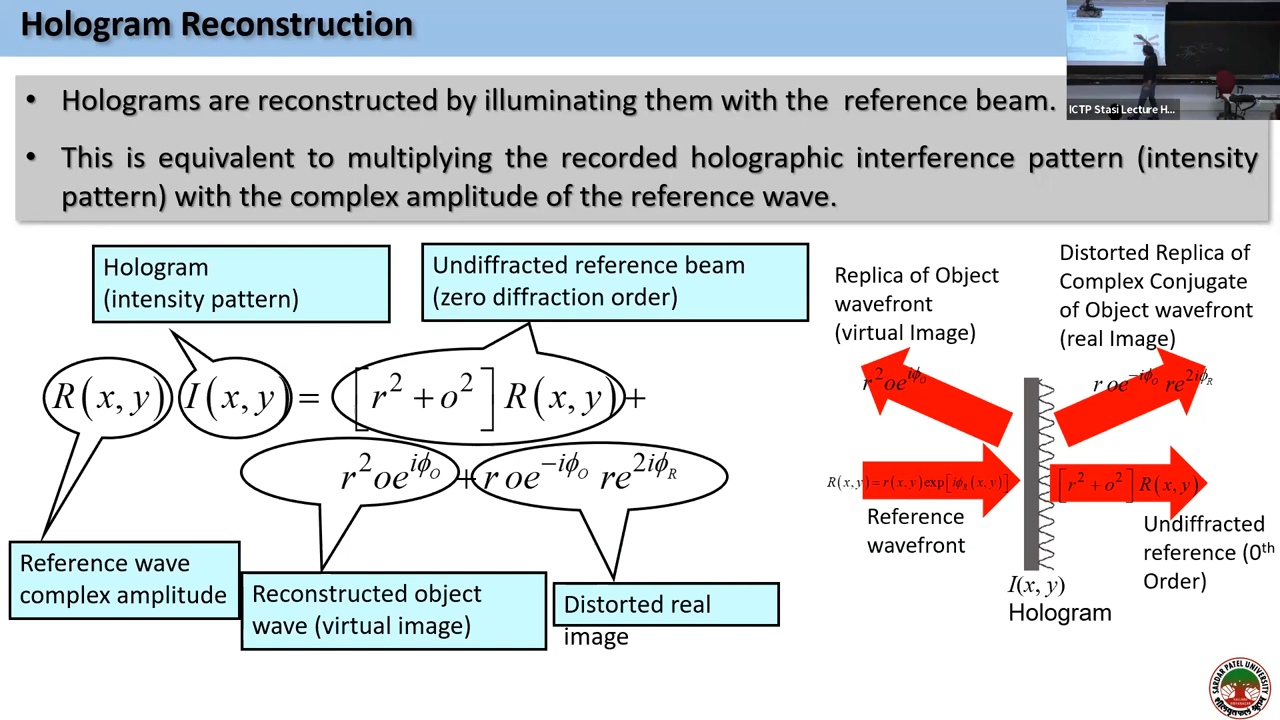 Hologram Reconstruction
ICTP Stasi Lecture H...
• Holograms are reconstructed by illuminating them with the reference beam.
• This is equivalent to multiplying the recorded holographic interference pattern (intensity
pattern) with the complex amplitude of the reference wave.
Hologram
(intensity pattern)
Undiffracted reference beam
(zero diffraction order)
R(x, y) I(x, y) = [r² + o²] R(x, y) +
r²oe^{iϕ_O} + r oe^{-iϕ_O} re^{2iϕ_R}
Reference wave
complex amplitude
Reconstructed object
wave (virtual image)
Distorted real
image
Replica of Object
wavefront
(virtual Image)
Distorted Replica of
Complex Conjugate
of Object wavefront
(real Image)
r²oe^{iϕ_O}
r oe^{-iϕ_O} re^{2iϕ_R}
R(x, y) = r(x, y)exp[iϕ_R(x, y)]
[r² + o²] R(x, y)
Reference
wavefront
Undiffracted
reference (0th
Order)
I(x, y)
Hologram
SARDAR PATEL UNIVERSITY